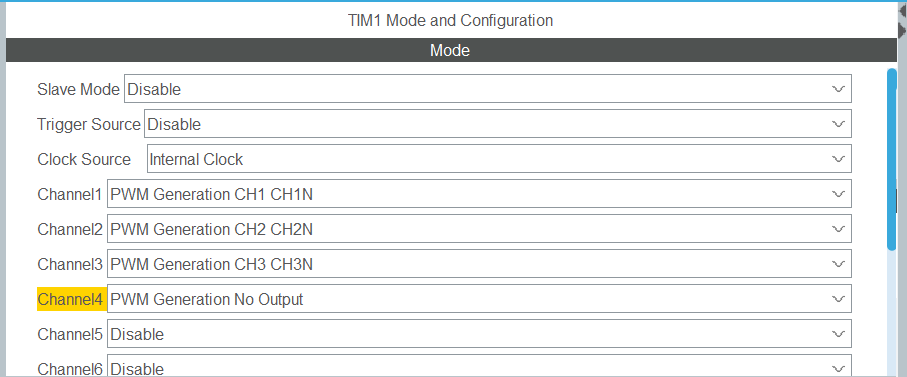 TIM1 Mode and Configuration
Mode
Slave Mode Disable
Trigger Source Disable
Clock Source Internal Clock
Channel1 PWM Generation CH1 CH1N
Channel2 PWM Generation CH2 CH2N
Channel3 PWM Generation CH3 CH3N
Channel4 PWM Generation No Output
Channel5 Disable
Channel6 Disable